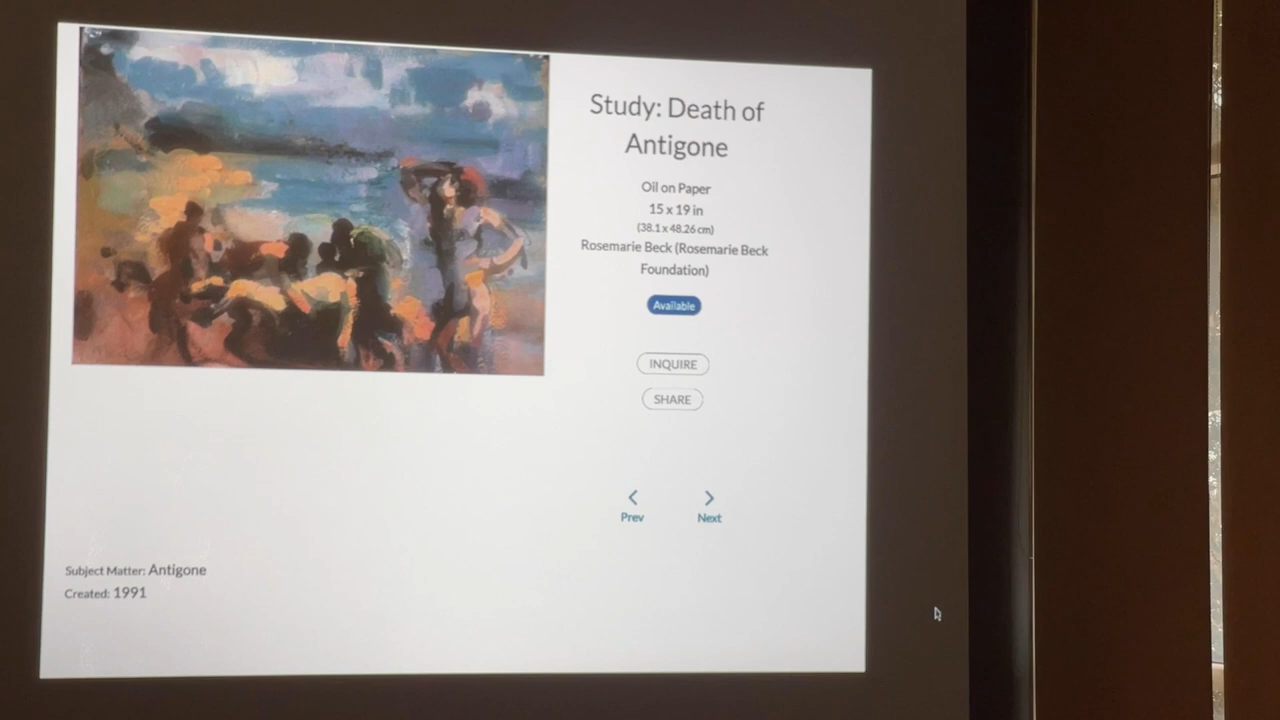 Study: Death of
Antigone
Oil on Paper
15 x 19 in
(38.1 x 48.26 cm)
Rosemarie Beck (Rosemarie Beck
Foundation)
Available
INQUIRE
SHARE
Prev
Next
Subject Matter: Antigone
Created: 1991